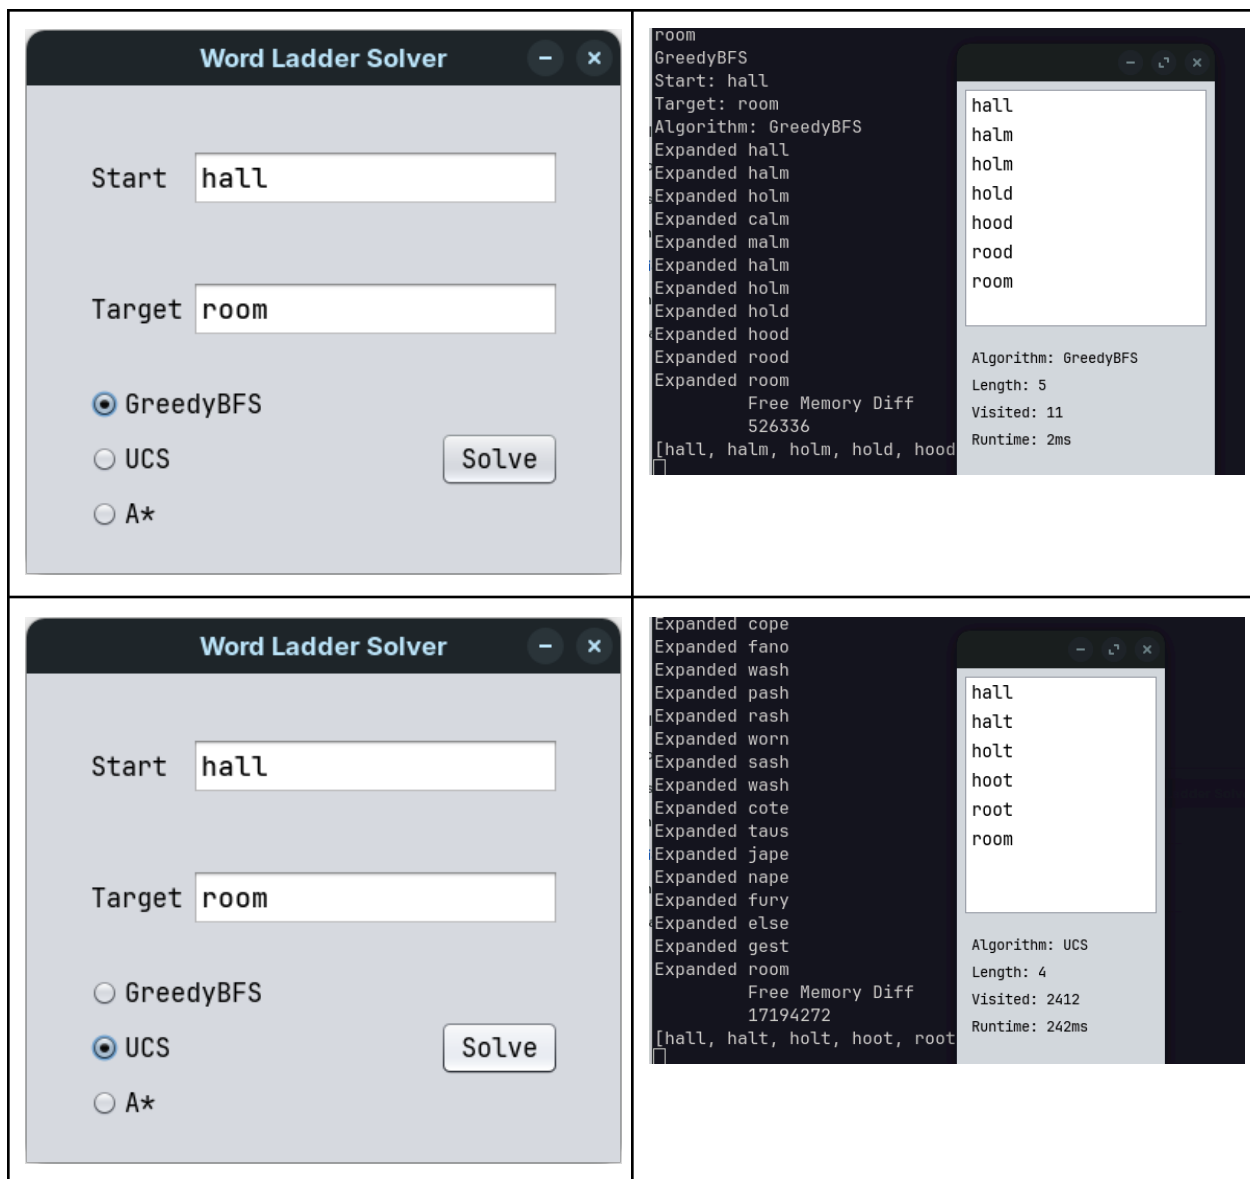 Word Ladder Solver
Start hall
Target room
GreedyBFS
UCS
Solve
A*
room
GreedyBFS
Start: hall
Target: room
Algorithm: GreedyBFS
Expanded hall
Expanded halm
Expanded holm
Expanded calm
Expanded malm
Expanded halm
Expanded holm
Expanded hold
Expanded hood
Expanded rood
Expanded room
Free Memory Diff
526336
[hall, halm, holm, hold, hood
hall
halm
holm
hold
hood
rood
room
Algorithm: GreedyBFS
Length: 5
Visited: 11
Runtime: 2ms
Word Ladder Solver
Start hall
Target room
GreedyBFS
UCS
Solve
A*
Expanded cope
Expanded fano
Expanded wash
Expanded pash
Expanded rash
Expanded worn
Expanded sash
Expanded wash
Expanded cote
Expanded taus
Expanded jape
Expanded nape
Expanded fury
Expanded else
Expanded gest
Expanded room
Free Memory Diff
17194272
[hall, halt, holt, hoot, root
hall
halt
holt
hoot
root
room
Algorithm: UCS
Length: 4
Visited: 2412
Runtime: 242ms